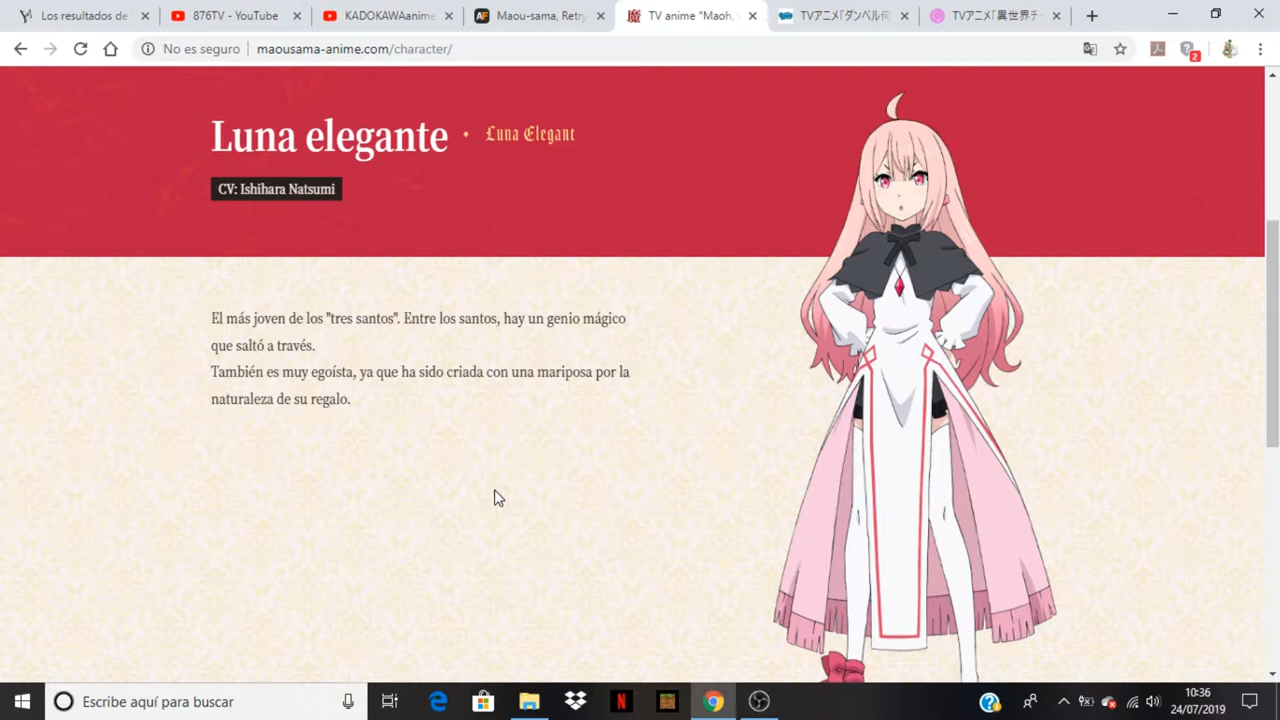 Los resultados de
876TV - YouTube
KADOKAWAanime
Maou-sama, Retry
TV anime "Maoh,
TVアニメ「ダンベル何
TVアニメ「異世界チー
No es seguro
maousama-anime.com/character/
2
Luna elegante
Luna Elegant
CV: Ishihara Natsumi
El más joven de los "tres santos". Entre los santos, hay un genio mágico
que saltó a través.
También es muy egoísta, ya que ha sido criada con una mariposa por la
naturaleza de su regalo.
Escribe aquí para buscar
10:36
24/07/2019